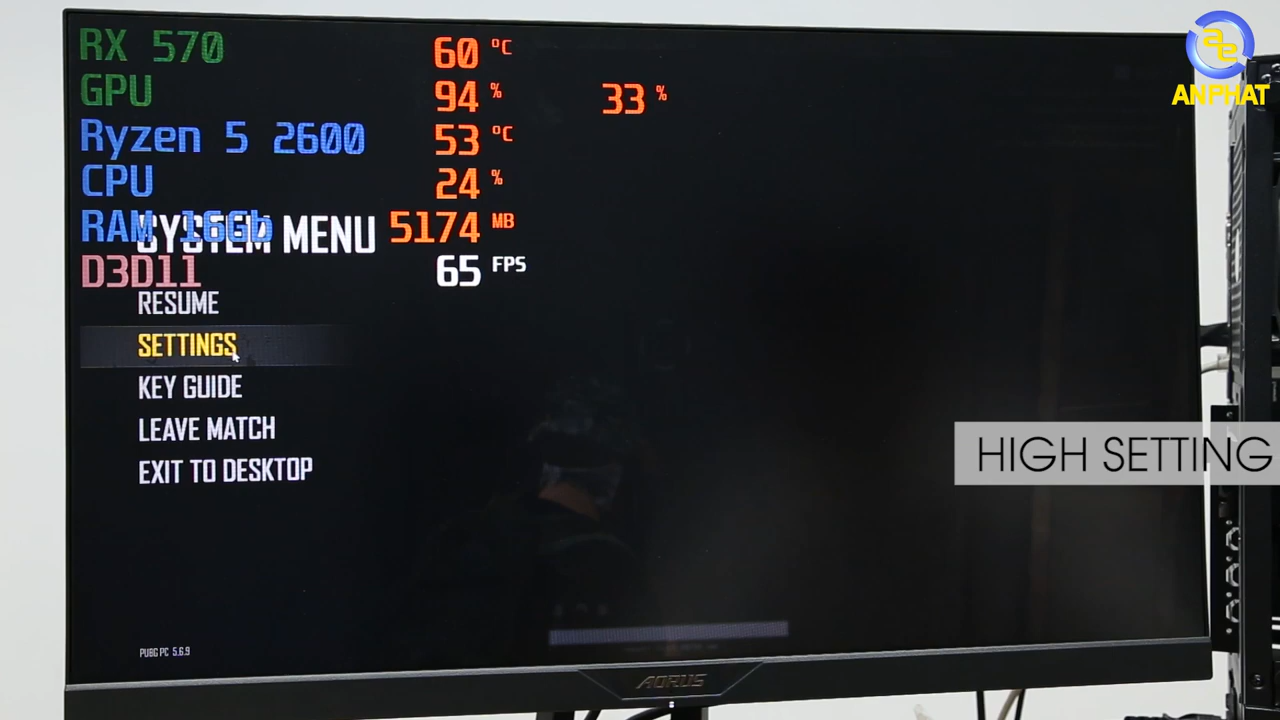 RX 570 60 °C
GPU 94 % 33 %
Ryzen 5 2600 53 °C
CPU 24 %
RAM 16Gb 5174 MB
SYSTEM MENU
D3D11 65 FPS
RESUME
SETTINGS
KEY GUIDE
LEAVE MATCH
EXIT TO DESKTOP
PUBG PC 5.6.9
AORUS
ae
ANPHAT
HIGH SETTING